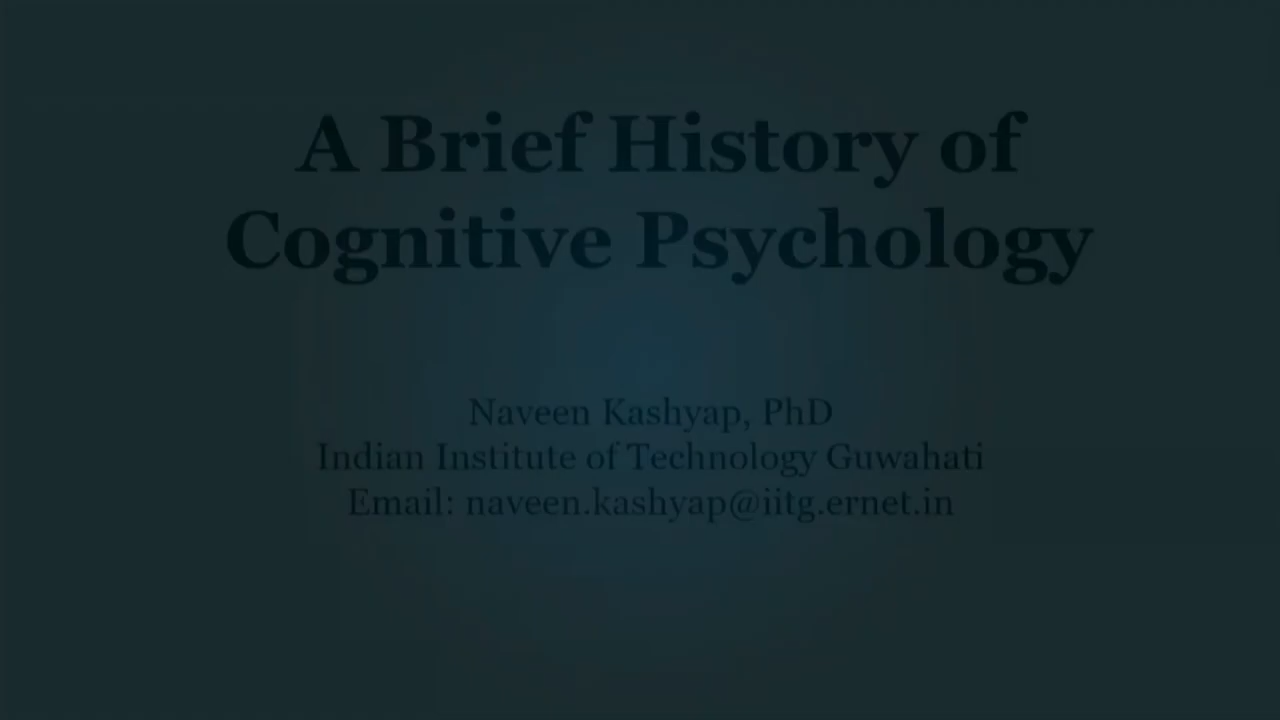 A Brief History of
Cognitive Psychology
Naveen Kashyap, PhD
Indian Institute of Technology Guwahati
Email: naveen.kashyap@iitg.ernet.in